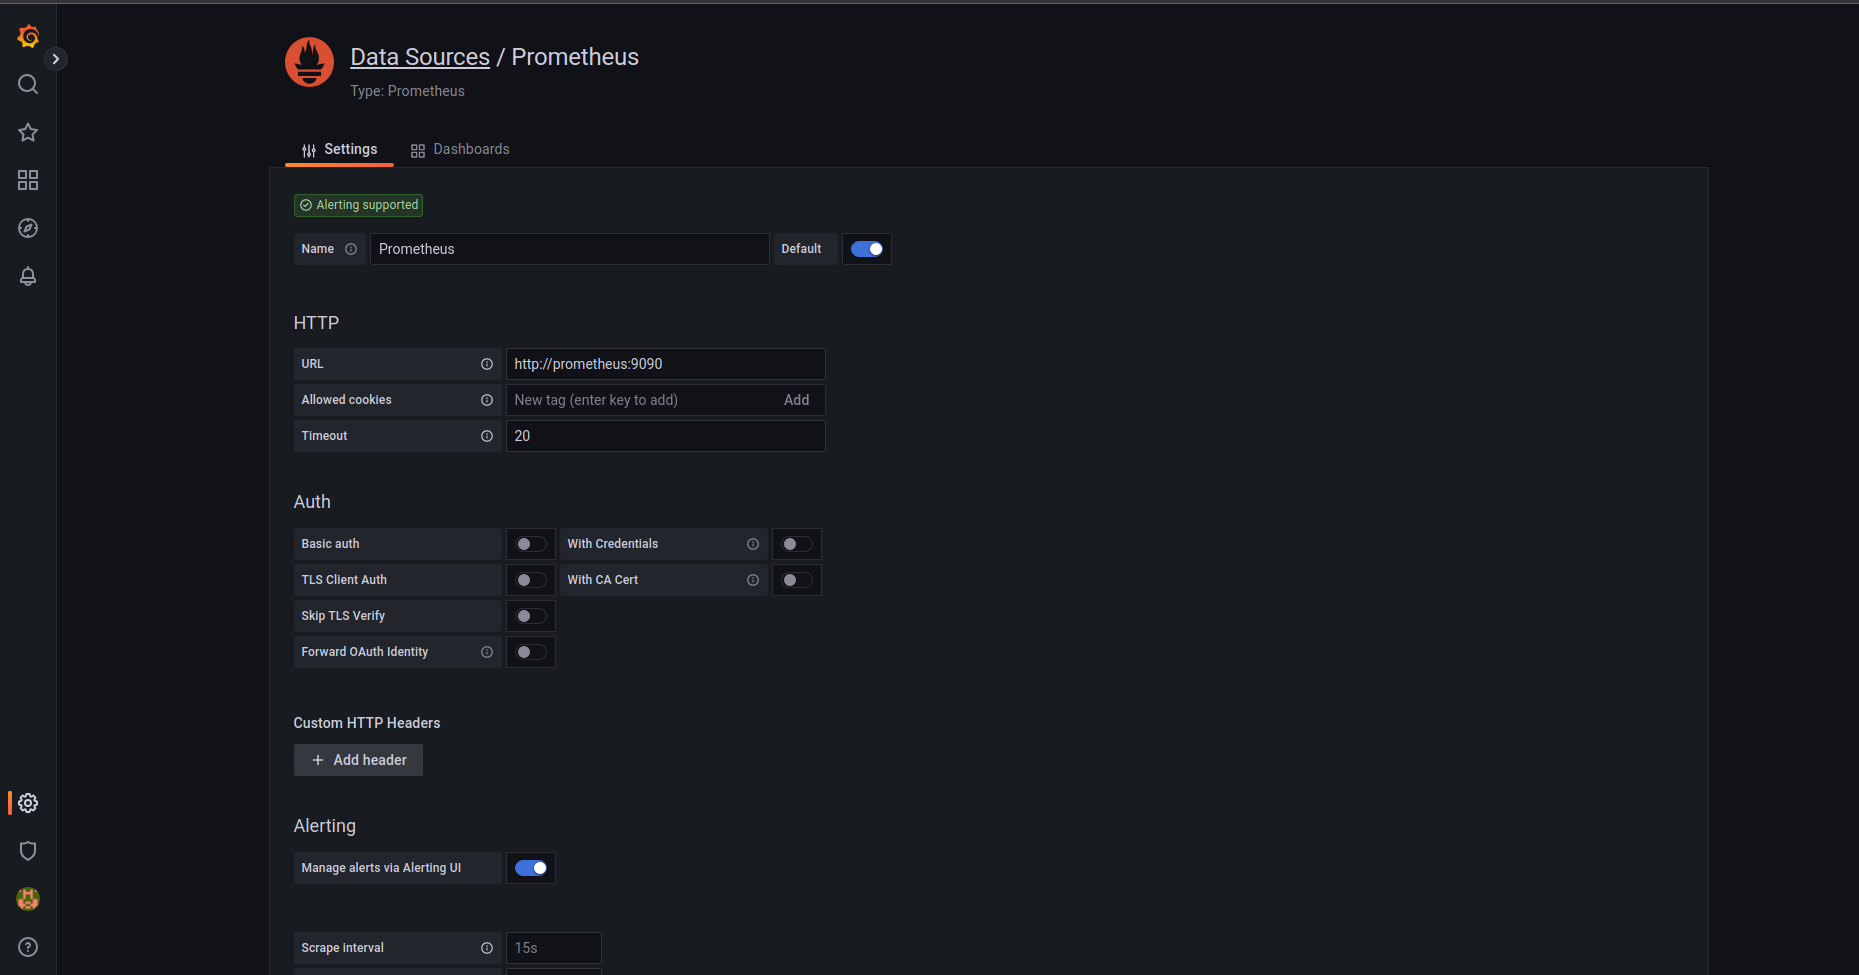 Data Sources / Prometheus
Type: Prometheus
Settings Dashboards
Alerting supported
Name Prometheus Default
HTTP
URL http://prometheus:9090
Allowed cookies New tag (enter key to add) Add
Timeout 20
Auth
Basic auth With Credentials
TLS Client Auth With CA Cert
Skip TLS Verify
Forward OAuth Identity
Custom HTTP Headers
+ Add header
Alerting
Manage alerts via Alerting UI
Scrape interval 15s